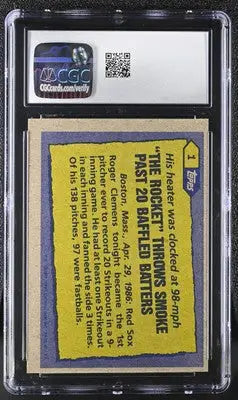 CGC
CGCcards.com/verify
1
Topps
His heater was clocked at 98-mph
"THE ROCKET" THROWS SMOKE
PAST 20 BAFFLED BATTERS
Boston, Mass., Apr. 29, 1986: Red Sox
Roger Clemens tonight became the 1st
pitcher ever to record 20 Strikeouts in a 9-
inning game. He had at least one Strikeout
in each inning and fanned the side 3 times.
Of his 138 pitches, 97 were fastballs.